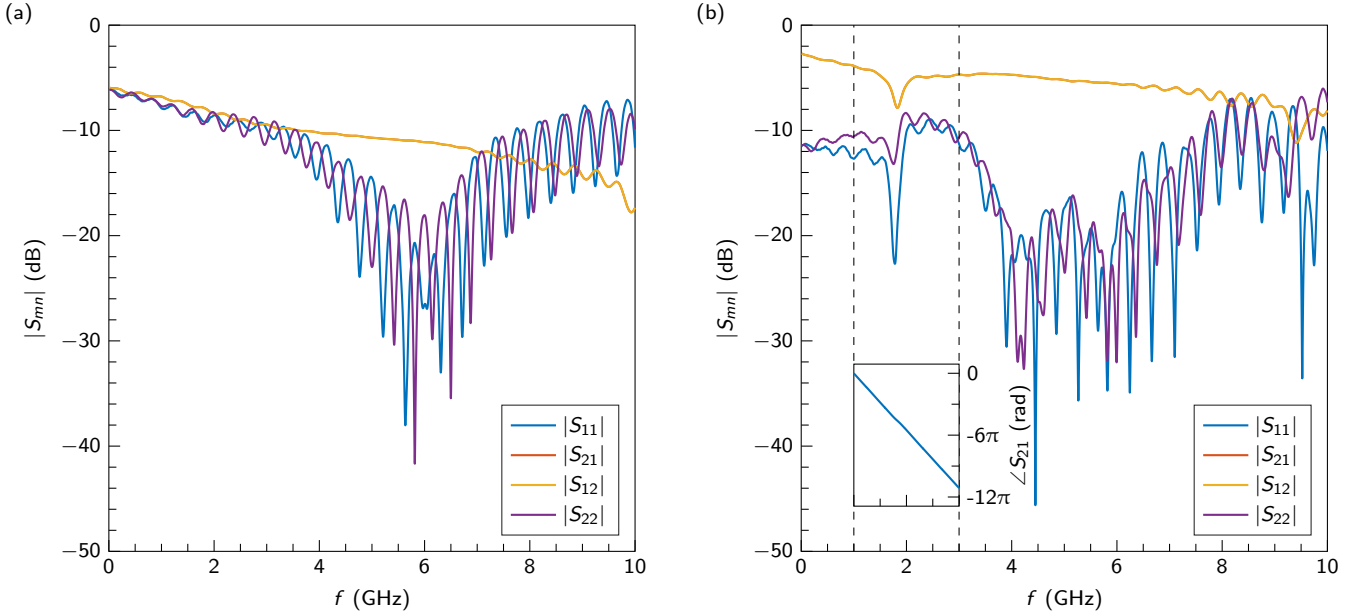 (a)
0
−10
−20
−30
−40
−50
|Smn| (dB)
0 2 4 6 8 10
f (GHz)
|S11|
|S21|
|S12|
|S22|
(b)
0
−10
−20
−30
−40
−50
|Smn| (dB)
0
-6π
-12π
∠S21 (rad)
0 2 4 6 8 10
f (GHz)
|S11|
|S21|
|S12|
|S22|